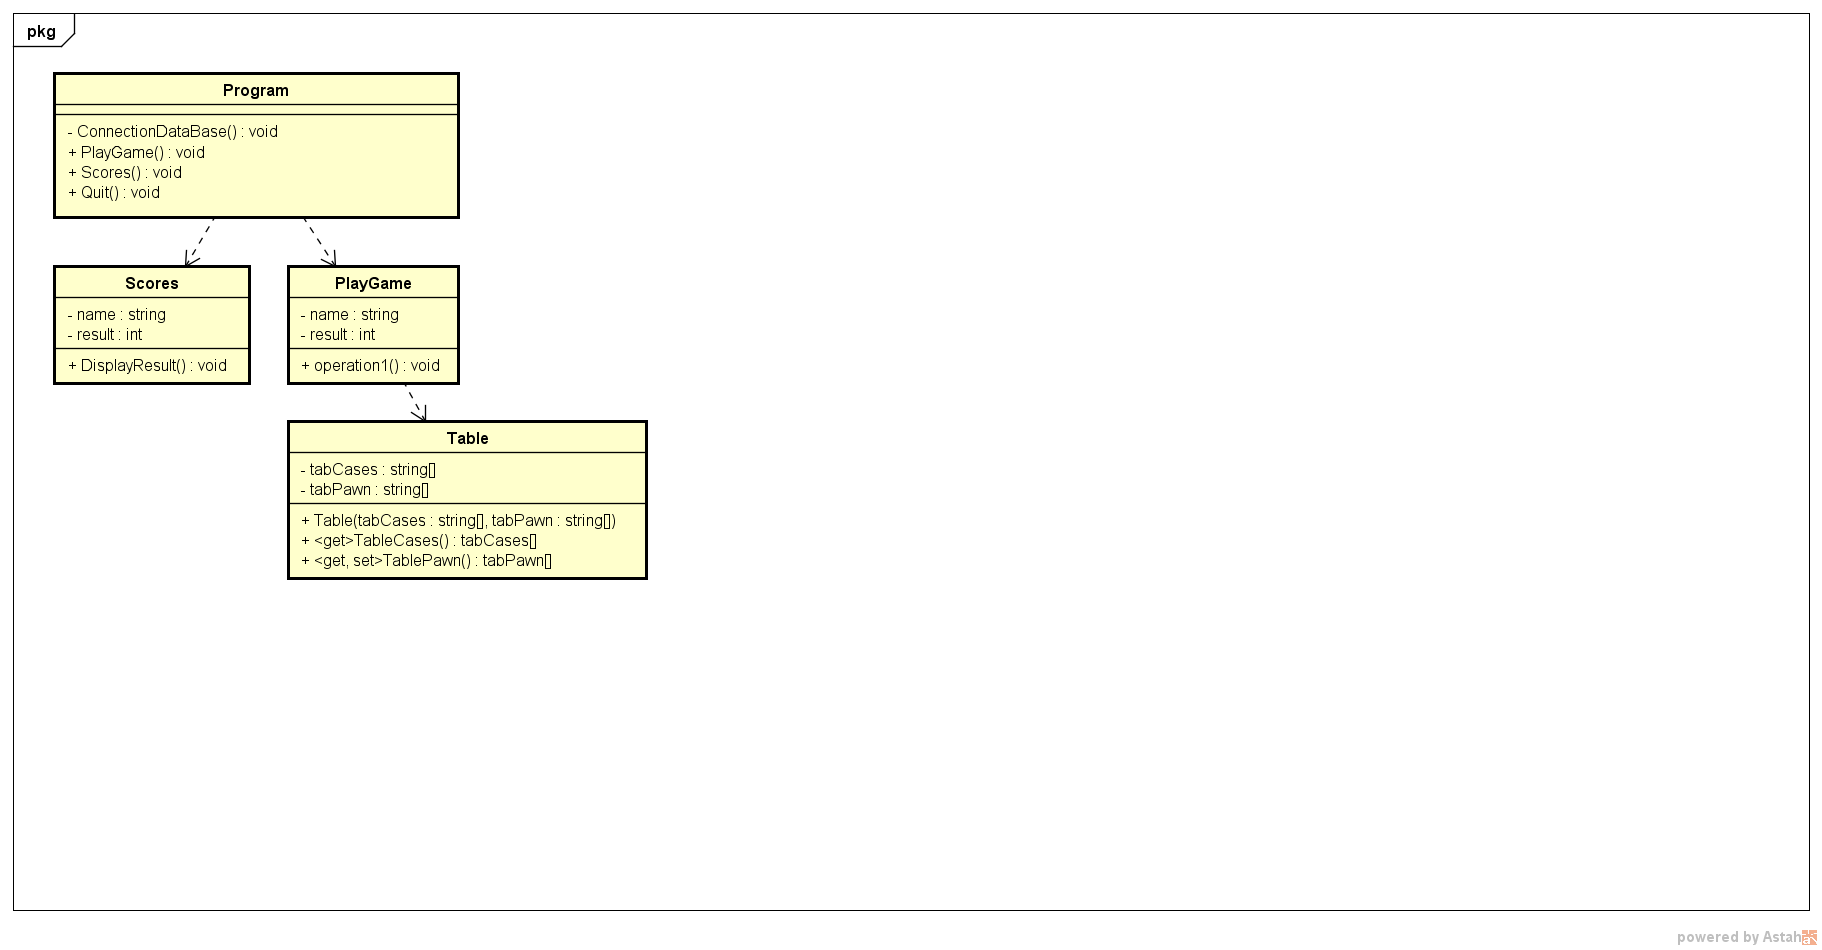 pkg
Program
- ConnectionDataBase() : void
+ PlayGame() : void
+ Scores() : void
+ Quit() : void
Scores
- name : string
- result : int
+ DisplayResult() : void
PlayGame
- name : string
- result : int
+ operation1() : void
Table
- tabCases : string[]
- tabPawn : string[]
+ Table(tabCases : string[], tabPawn : string[])
+ <get>TableCases() : tabCases[]
+ <get, set>TablePawn() : tabPawn[]
powered by Astah